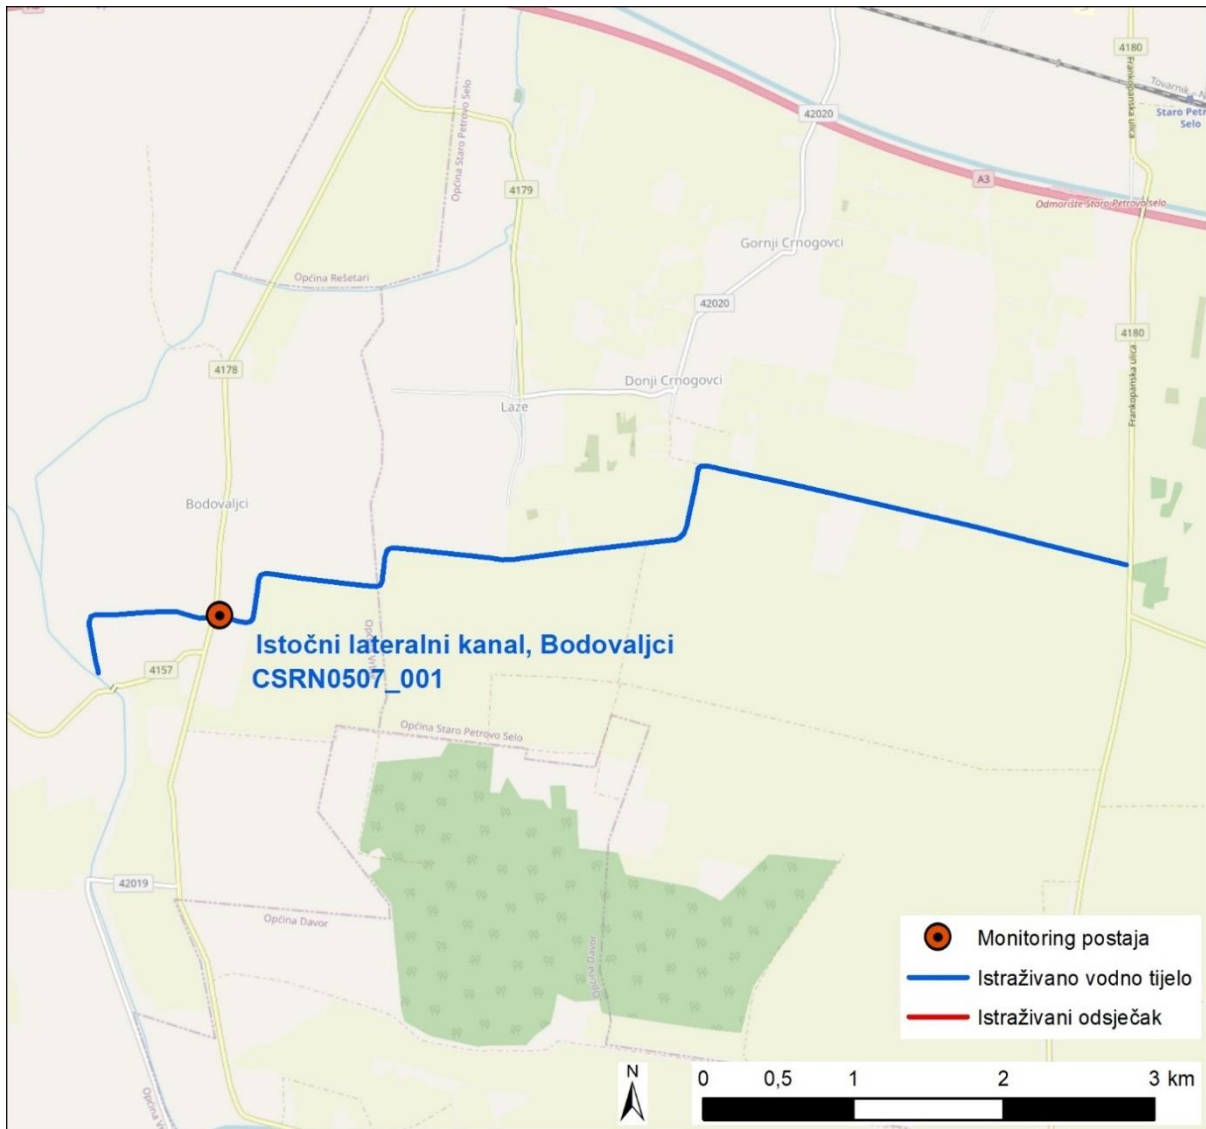 4180
Frankopanska ulica
Tovarnik - N
Staro Petr
Selo
42020
Općina Staro Petrovo Selo
4179
A3
Odmorište Staro Petrovo selo
Gornji Crnogovci
Općina Rešetari
42020
4180
Frankopanska ulica
4178
Donji Crnogovci
Laze
Bodovaljci
Istočni lateralni kanal, Bodovaljci
CSRN0507_001
4157
Općina Staro Petrovo Selo
42019
Općina Davor
Općina Davor
Monitoring postaja
Istraživano vodno tijelo
Istraživani odsječak
N
0 0,5 1 2 3 km